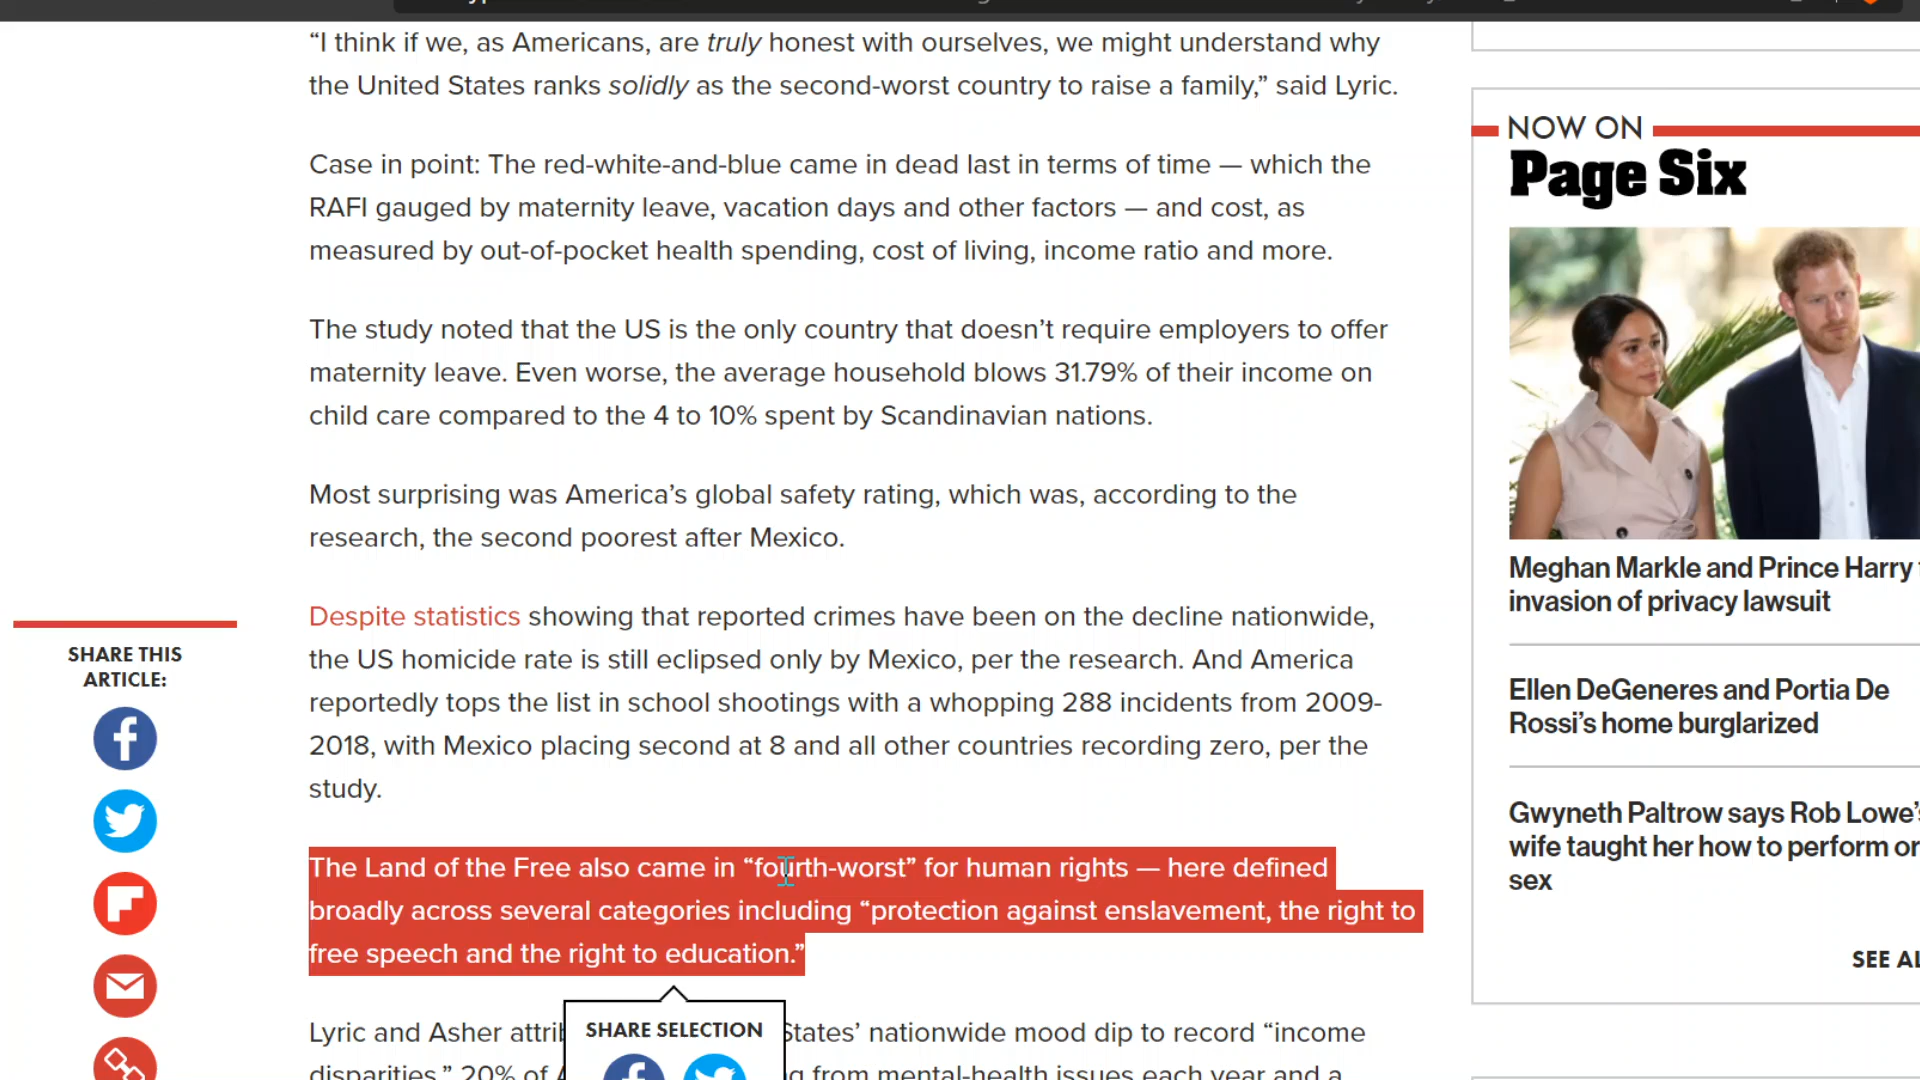 “I think if we, as Americans, are truly honest with ourselves, we might understand why
the United States ranks solidly as the second-worst country to raise a family,” said Lyric.
Case in point: The red-white-and-blue came in dead last in terms of time — which the
RAFI gauged by maternity leave, vacation days and other factors — and cost, as
measured by out-of-pocket health spending, cost of living, income ratio and more.
The study noted that the US is the only country that doesn’t require employers to offer
maternity leave. Even worse, the average household blows 31.79% of their income on
child care compared to the 4 to 10% spent by Scandinavian nations.
Most surprising was America’s global safety rating, which was, according to the
research, the second poorest after Mexico.
Despite statistics showing that reported crimes have been on the decline nationwide,
the US homicide rate is still eclipsed only by Mexico, per the research. And America
reportedly tops the list in school shootings with a whopping 288 incidents from 2009-
2018, with Mexico placing second at 8 and all other countries recording zero, per the
study.
The Land of the Free also came in “fourth-worst” for human rights — here defined
broadly across several categories including “protection against enslavement, the right to
free speech and the right to education.”
Lyric and Asher States’ nationwide mood dip to record “income
disparities,” 20% of from mental-health issues each year and a
SHARE SELECTION
SHARE THIS
ARTICLE:
NOW ON
Page Six
Meghan Markle and Prince Harry
invasion of privacy lawsuit
Ellen DeGeneres and Portia De
Rossi’s home burglarized
Gwyneth Paltrow says Rob Lowe’s
wife taught her how to perform
sex
SEE